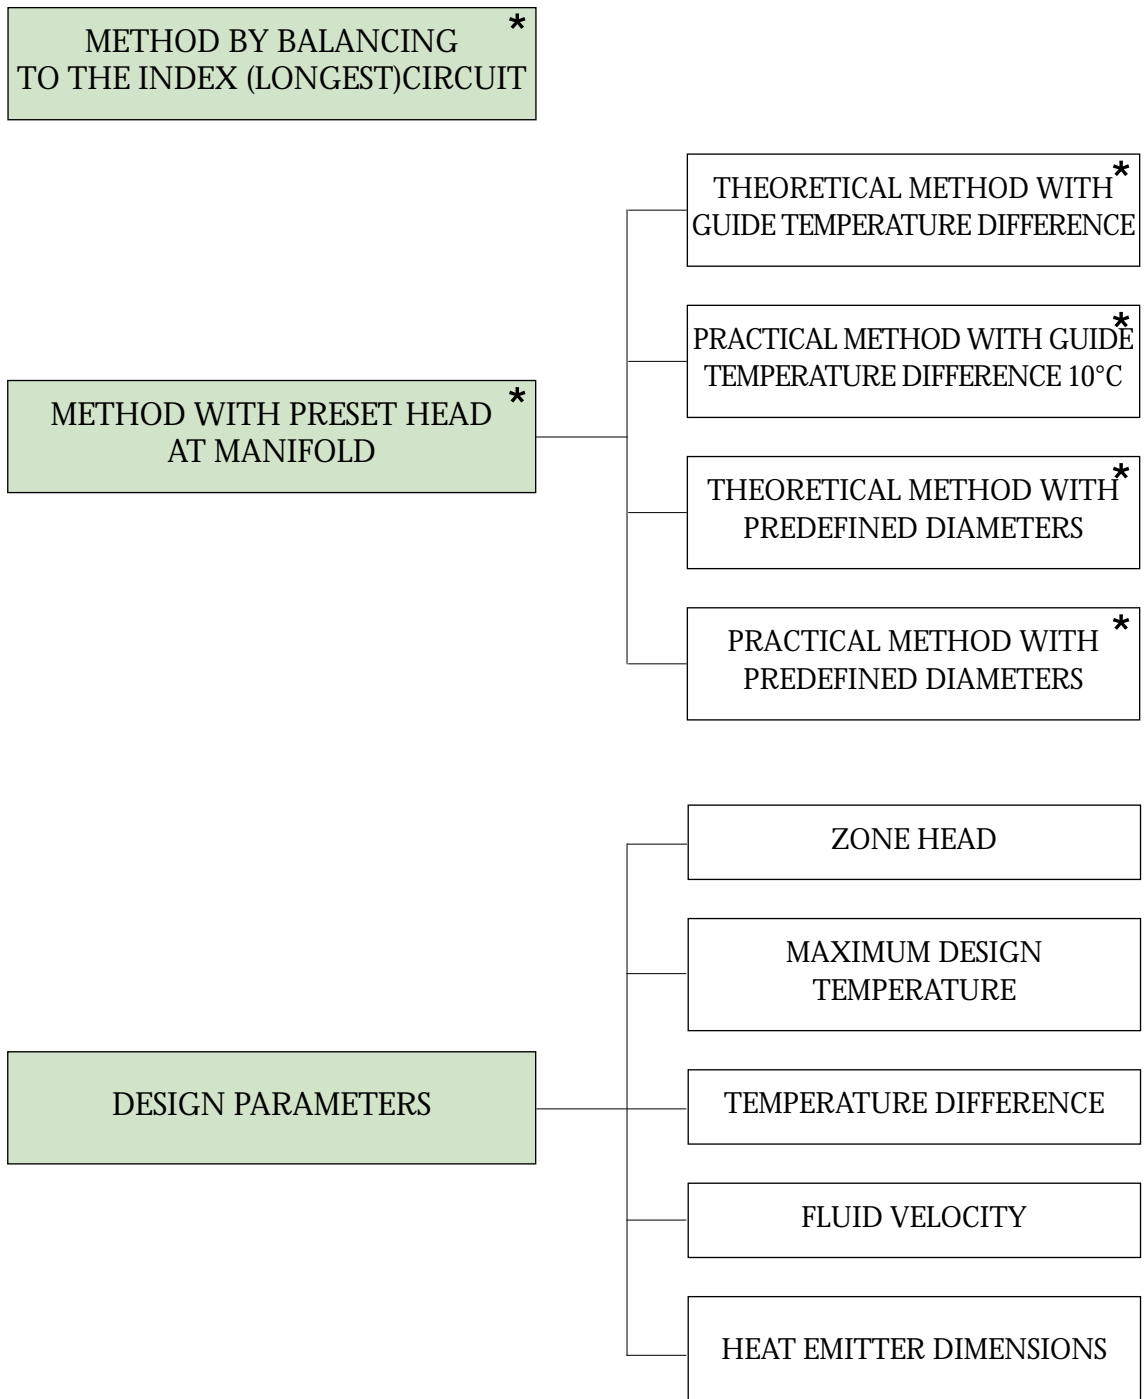 METHOD BY BALANCING *
TO THE INDEX (LONGEST)CIRCUIT
THEORETICAL METHOD WITH *
GUIDE TEMPERATURE DIFFERENCE
PRACTICAL METHOD WITH GUIDE *
TEMPERATURE DIFFERENCE 10°C
METHOD WITH PRESET HEAD *
AT MANIFOLD
THEORETICAL METHOD WITH *
PREDEFINED DIAMETERS
PRACTICAL METHOD WITH *
PREDEFINED DIAMETERS
ZONE HEAD
MAXIMUM DESIGN
TEMPERATURE
DESIGN PARAMETERS
TEMPERATURE DIFFERENCE
FLUID VELOCITY
HEAT EMITTER DIMENSIONS